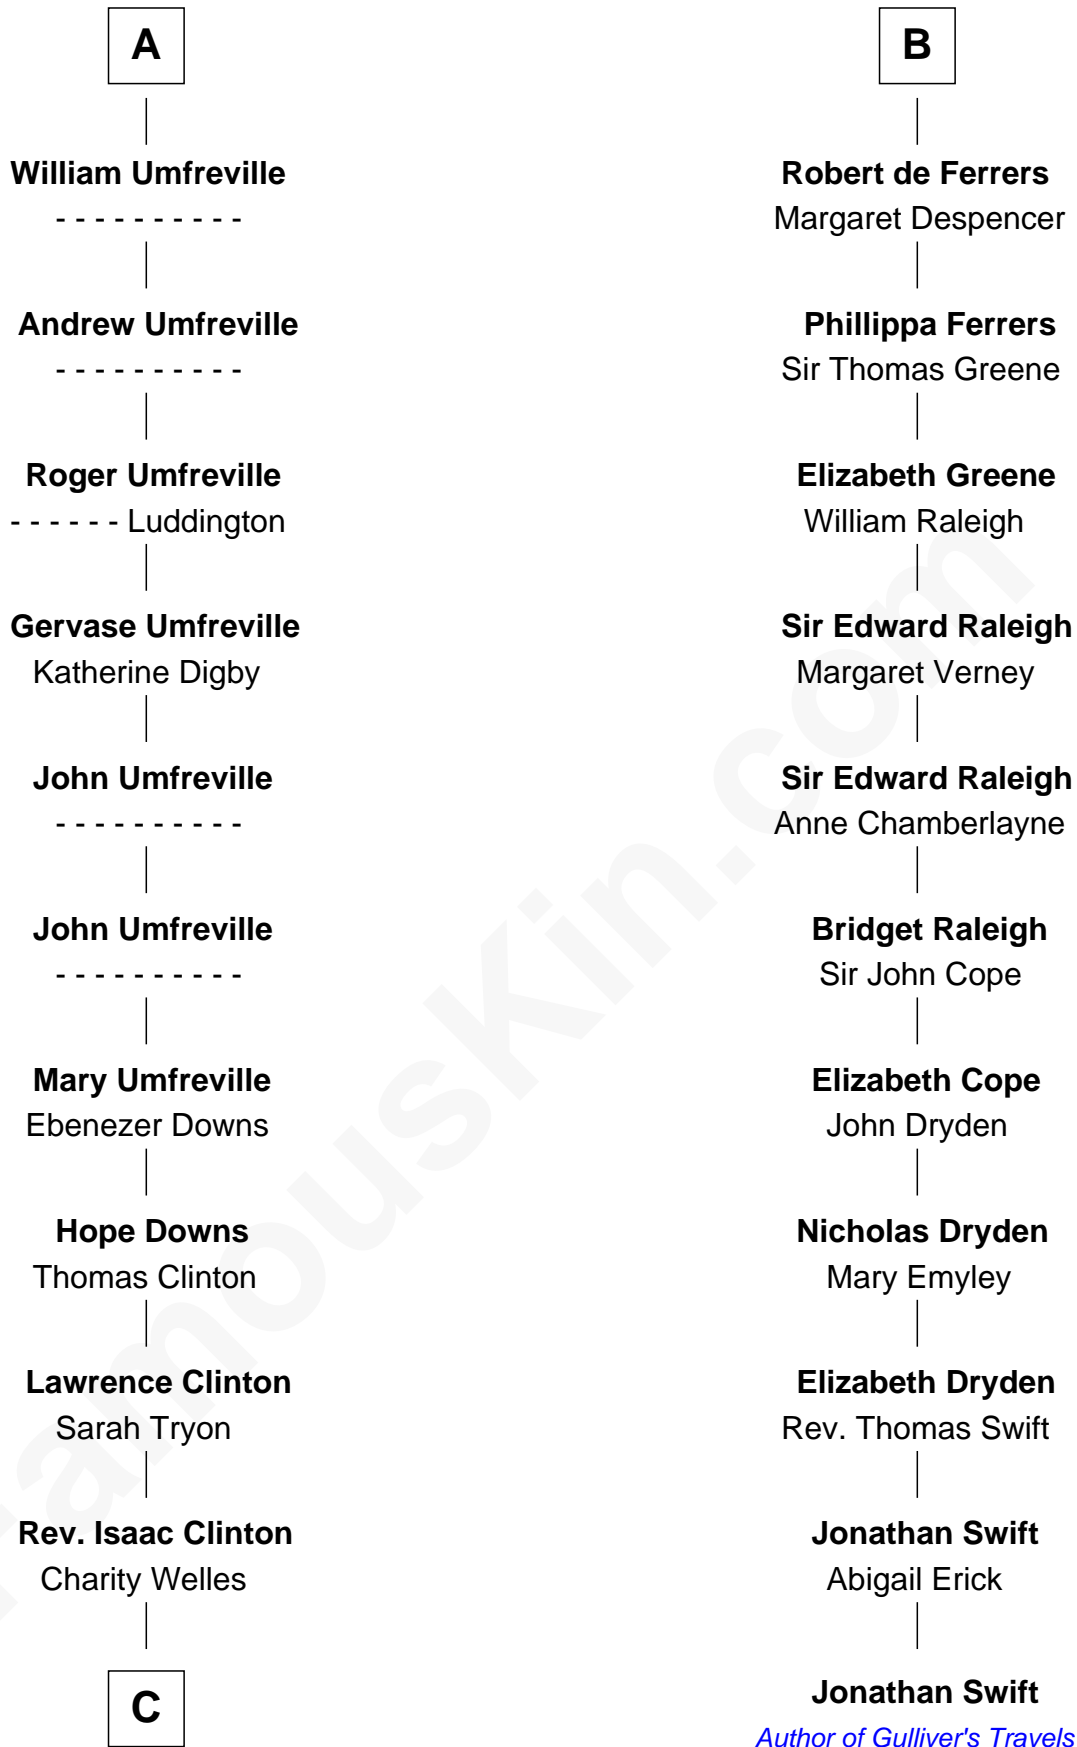 A
William Umfreville
- - - - - - - - - -
Andrew Umfreville
- - - - - - - - - -
Roger Umfreville
- - - - - - Luddington
Gervase Umfreville
Katherine Digby
John Umfreville
- - - - - - - - - -
John Umfreville
- - - - - - - - - -
Mary Umfreville
Ebenezer Downs
Hope Downs
Thomas Clinton
Lawrence Clinton
Sarah Tryon
Rev. Isaac Clinton
Charity Welles
C
B
Robert de Ferrers
Margaret Despencer
Phillippa Ferrers
Sir Thomas Greene
Elizabeth Greene
William Raleigh
Sir Edward Raleigh
Margaret Verney
Sir Edward Raleigh
Anne Chamberlayne
Bridget Raleigh
Sir John Cope
Elizabeth Cope
John Dryden
Nicholas Dryden
Mary Emyley
Elizabeth Dryden
Rev. Thomas Swift
Jonathan Swift
Abigail Erick
Jonathan Swift
Author of Gulliver's Travels
FamousKin.com